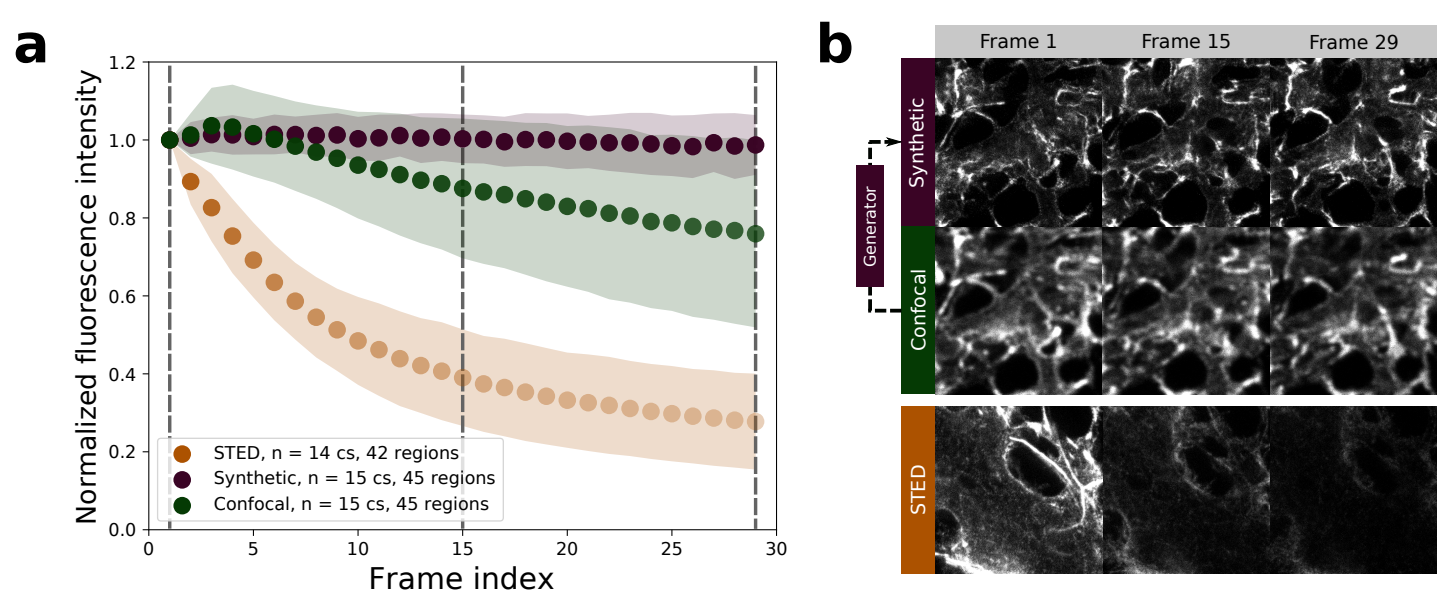 a
Normalized fluorescence intensity
1.2
1.0
0.8
0.6
0.4
0.2
0.0
STED, n = 14 cs, 42 regions
Synthetic, n = 15 cs, 45 regions
Confocal, n = 15 cs, 45 regions
0 5 10 15 20 25 30
Frame index
b
Frame 1 Frame 15 Frame 29
Synthetic
Generator
Confocal
STED